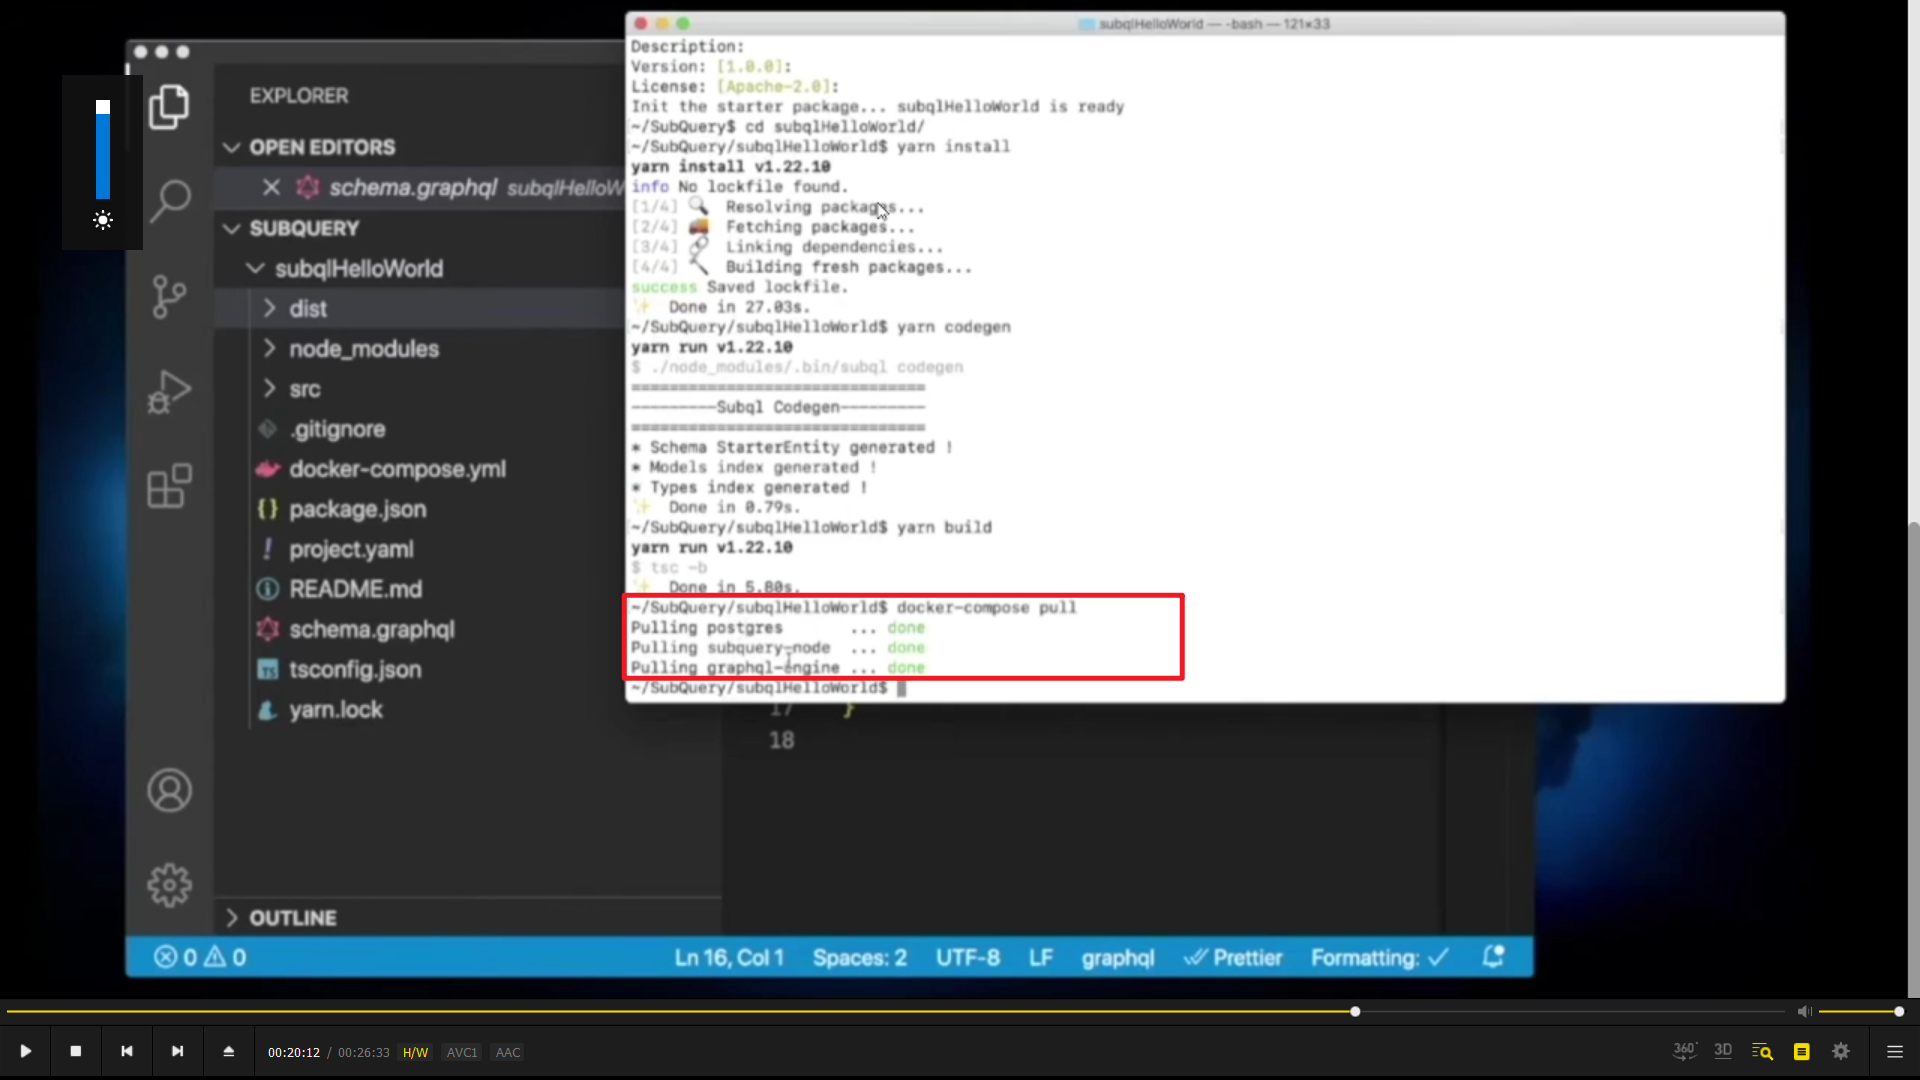 subqlHelloWorld — -bash — 121×33
Description:
Version: [1.0.0]:
License: [Apache-2.0]:
Init the starter package... subqlHelloWorld is ready
~/SubQuery$ cd subqlHelloWorld/
~/SubQuery/subqlHelloWorld$ yarn install
yarn install v1.22.10
info No lockfile found.
[1/4] 🔍 Resolving packages...
[2/4] 🚚 Fetching packages...
[3/4] 🔗 Linking dependencies...
[4/4] 🔨 Building fresh packages...
success Saved lockfile.
✨ Done in 27.03s.
~/SubQuery/subqlHelloWorld$ yarn codegen
yarn run v1.22.10
$ ./node_modules/.bin/subql codegen
===============================
---------Subql Codegen---------
===============================
* Schema StarterEntity generated !
* Models index generated !
* Types index generated !
✨ Done in 0.79s.
~/SubQuery/subqlHelloWorld$ yarn build
yarn run v1.22.10
$ tsc -b
✨ Done in 5.80s.
~/SubQuery/subqlHelloWorld$ docker-compose pull
Pulling postgres ... done
Pulling subquery-node ... done
Pulling graphql-engine ... done
~/SubQuery/subqlHelloWorld$
EXPLORER
OPEN EDITORS
schema.graphql subqlHelloW
SUBQUERY
subqlHelloWorld
dist
node_modules
src
.gitignore
docker-compose.yml
package.json
project.yaml
README.md
schema.graphql
tsconfig.json
yarn.lock
OUTLINE
17 }
18
0 0 Ln 16, Col 1 Spaces: 2 UTF-8 LF graphql Prettier Formatting: ✓
00:20:12 / 00:26:33 H/W AVC1 AAC 360° 3D